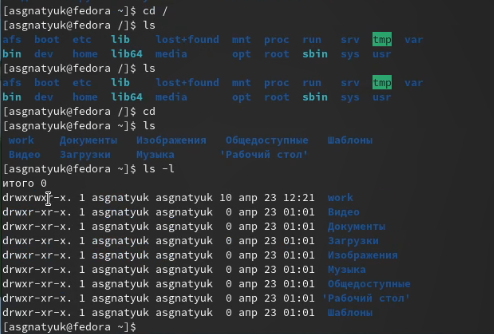 [asgnatyuk@fedora /]$ cd /
[asgnatyuk@fedora /]$ ls
afs boot etc lib lost+found mnt proc run srv tmp var
bin dev home lib64 media opt root sbin sys usr
[asgnatyuk@fedora /]$ ls
afs boot etc lib lost+found mnt proc run srv tmp var
bin dev home lib64 media opt root sbin sys usr
[asgnatyuk@fedora /]$ cd
[asgnatyuk@fedora ~]$ ls
work Документы Изображения Общедоступные Шаблоны
Видео Загрузки Музыка 'Рабочий стол'
[asgnatyuk@fedora ~]$ ls -l
итого 0
drwxrwxr-x. 1 asgnatyuk asgnatyuk 10 апр 23 12:21 work
drwxr-xr-x. 1 asgnatyuk asgnatyuk 0 апр 23 01:01 Видео
drwxr-xr-x. 1 asgnatyuk asgnatyuk 0 апр 23 01:01 Документы
drwxr-xr-x. 1 asgnatyuk asgnatyuk 0 апр 23 01:01 Загрузки
drwxr-xr-x. 1 asgnatyuk asgnatyuk 0 апр 23 01:01 Изображения
drwxr-xr-x. 1 asgnatyuk asgnatyuk 0 апр 23 01:01 Музыка
drwxr-xr-x. 1 asgnatyuk asgnatyuk 0 апр 23 01:01 Общедоступные
drwxr-xr-x. 1 asgnatyuk asgnatyuk 0 апр 23 01:01 'Рабочий стол'
drwxr-xr-x. 1 asgnatyuk asgnatyuk 0 апр 23 01:01 Шаблоны
[asgnatyuk@fedora ~]$